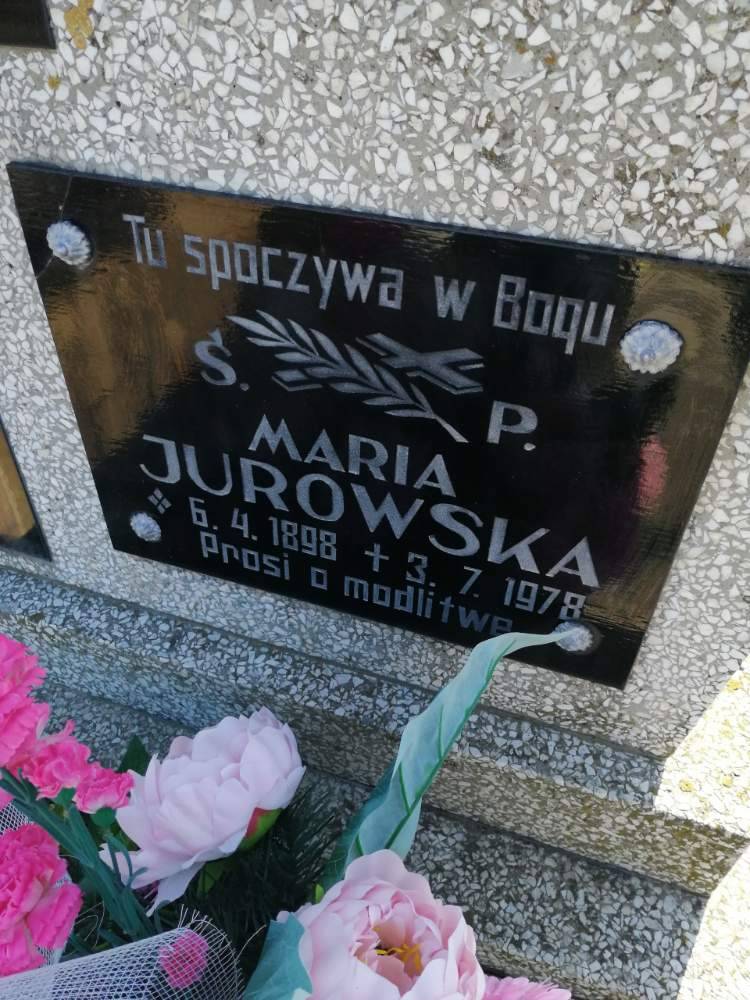 Tu spoczywa w Bogu
Ś. P.
MARIA
JUROWSKA
6. 4. 1898 + 3. 7. 1978
prosi o modlitwę